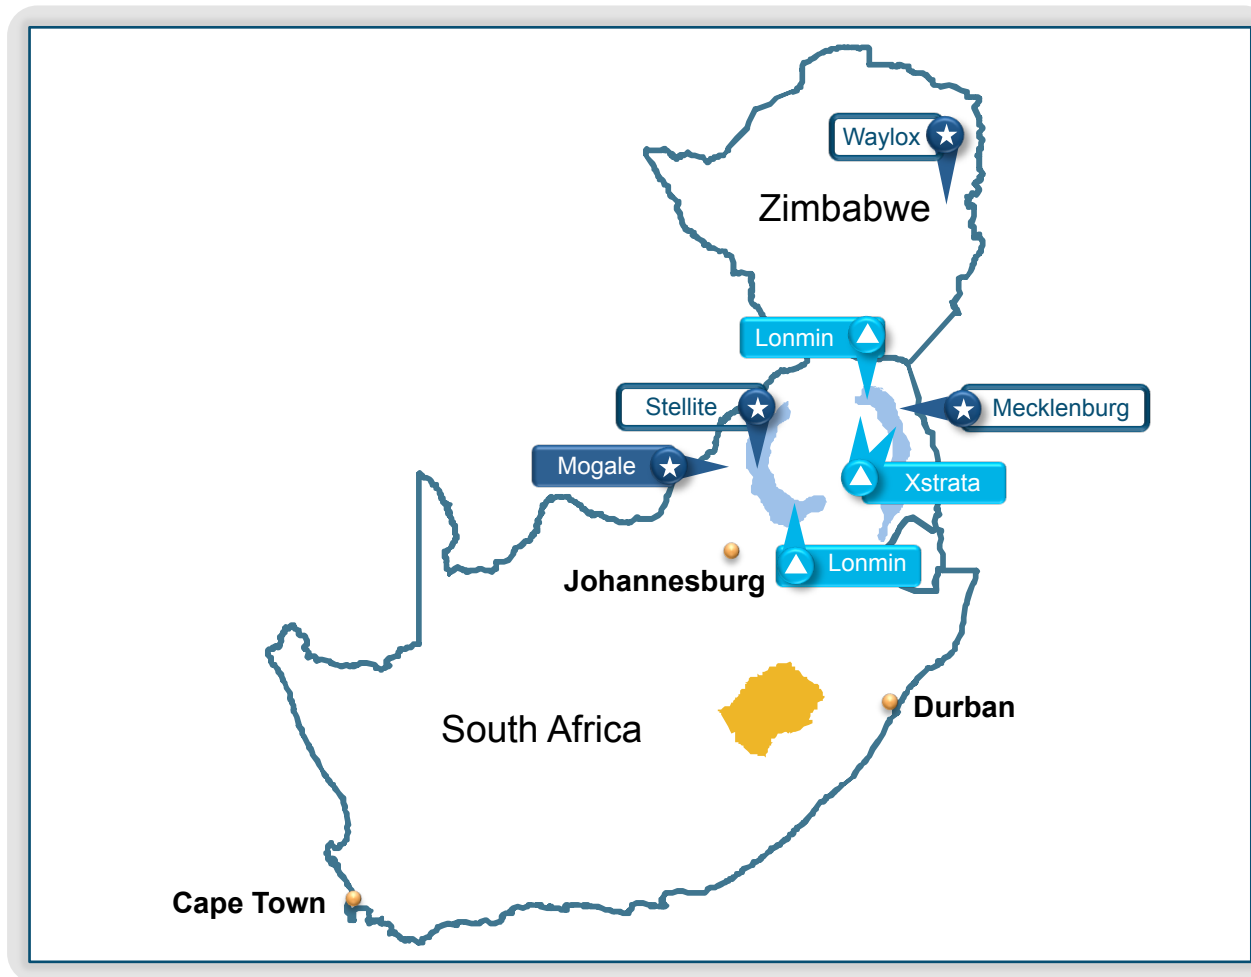 Waylox
Zimbabwe
Lonmin
Stellite
Mecklenburg
Mogale
Xstrata
Lonmin
Johannesburg
Durban
South Africa
Cape Town